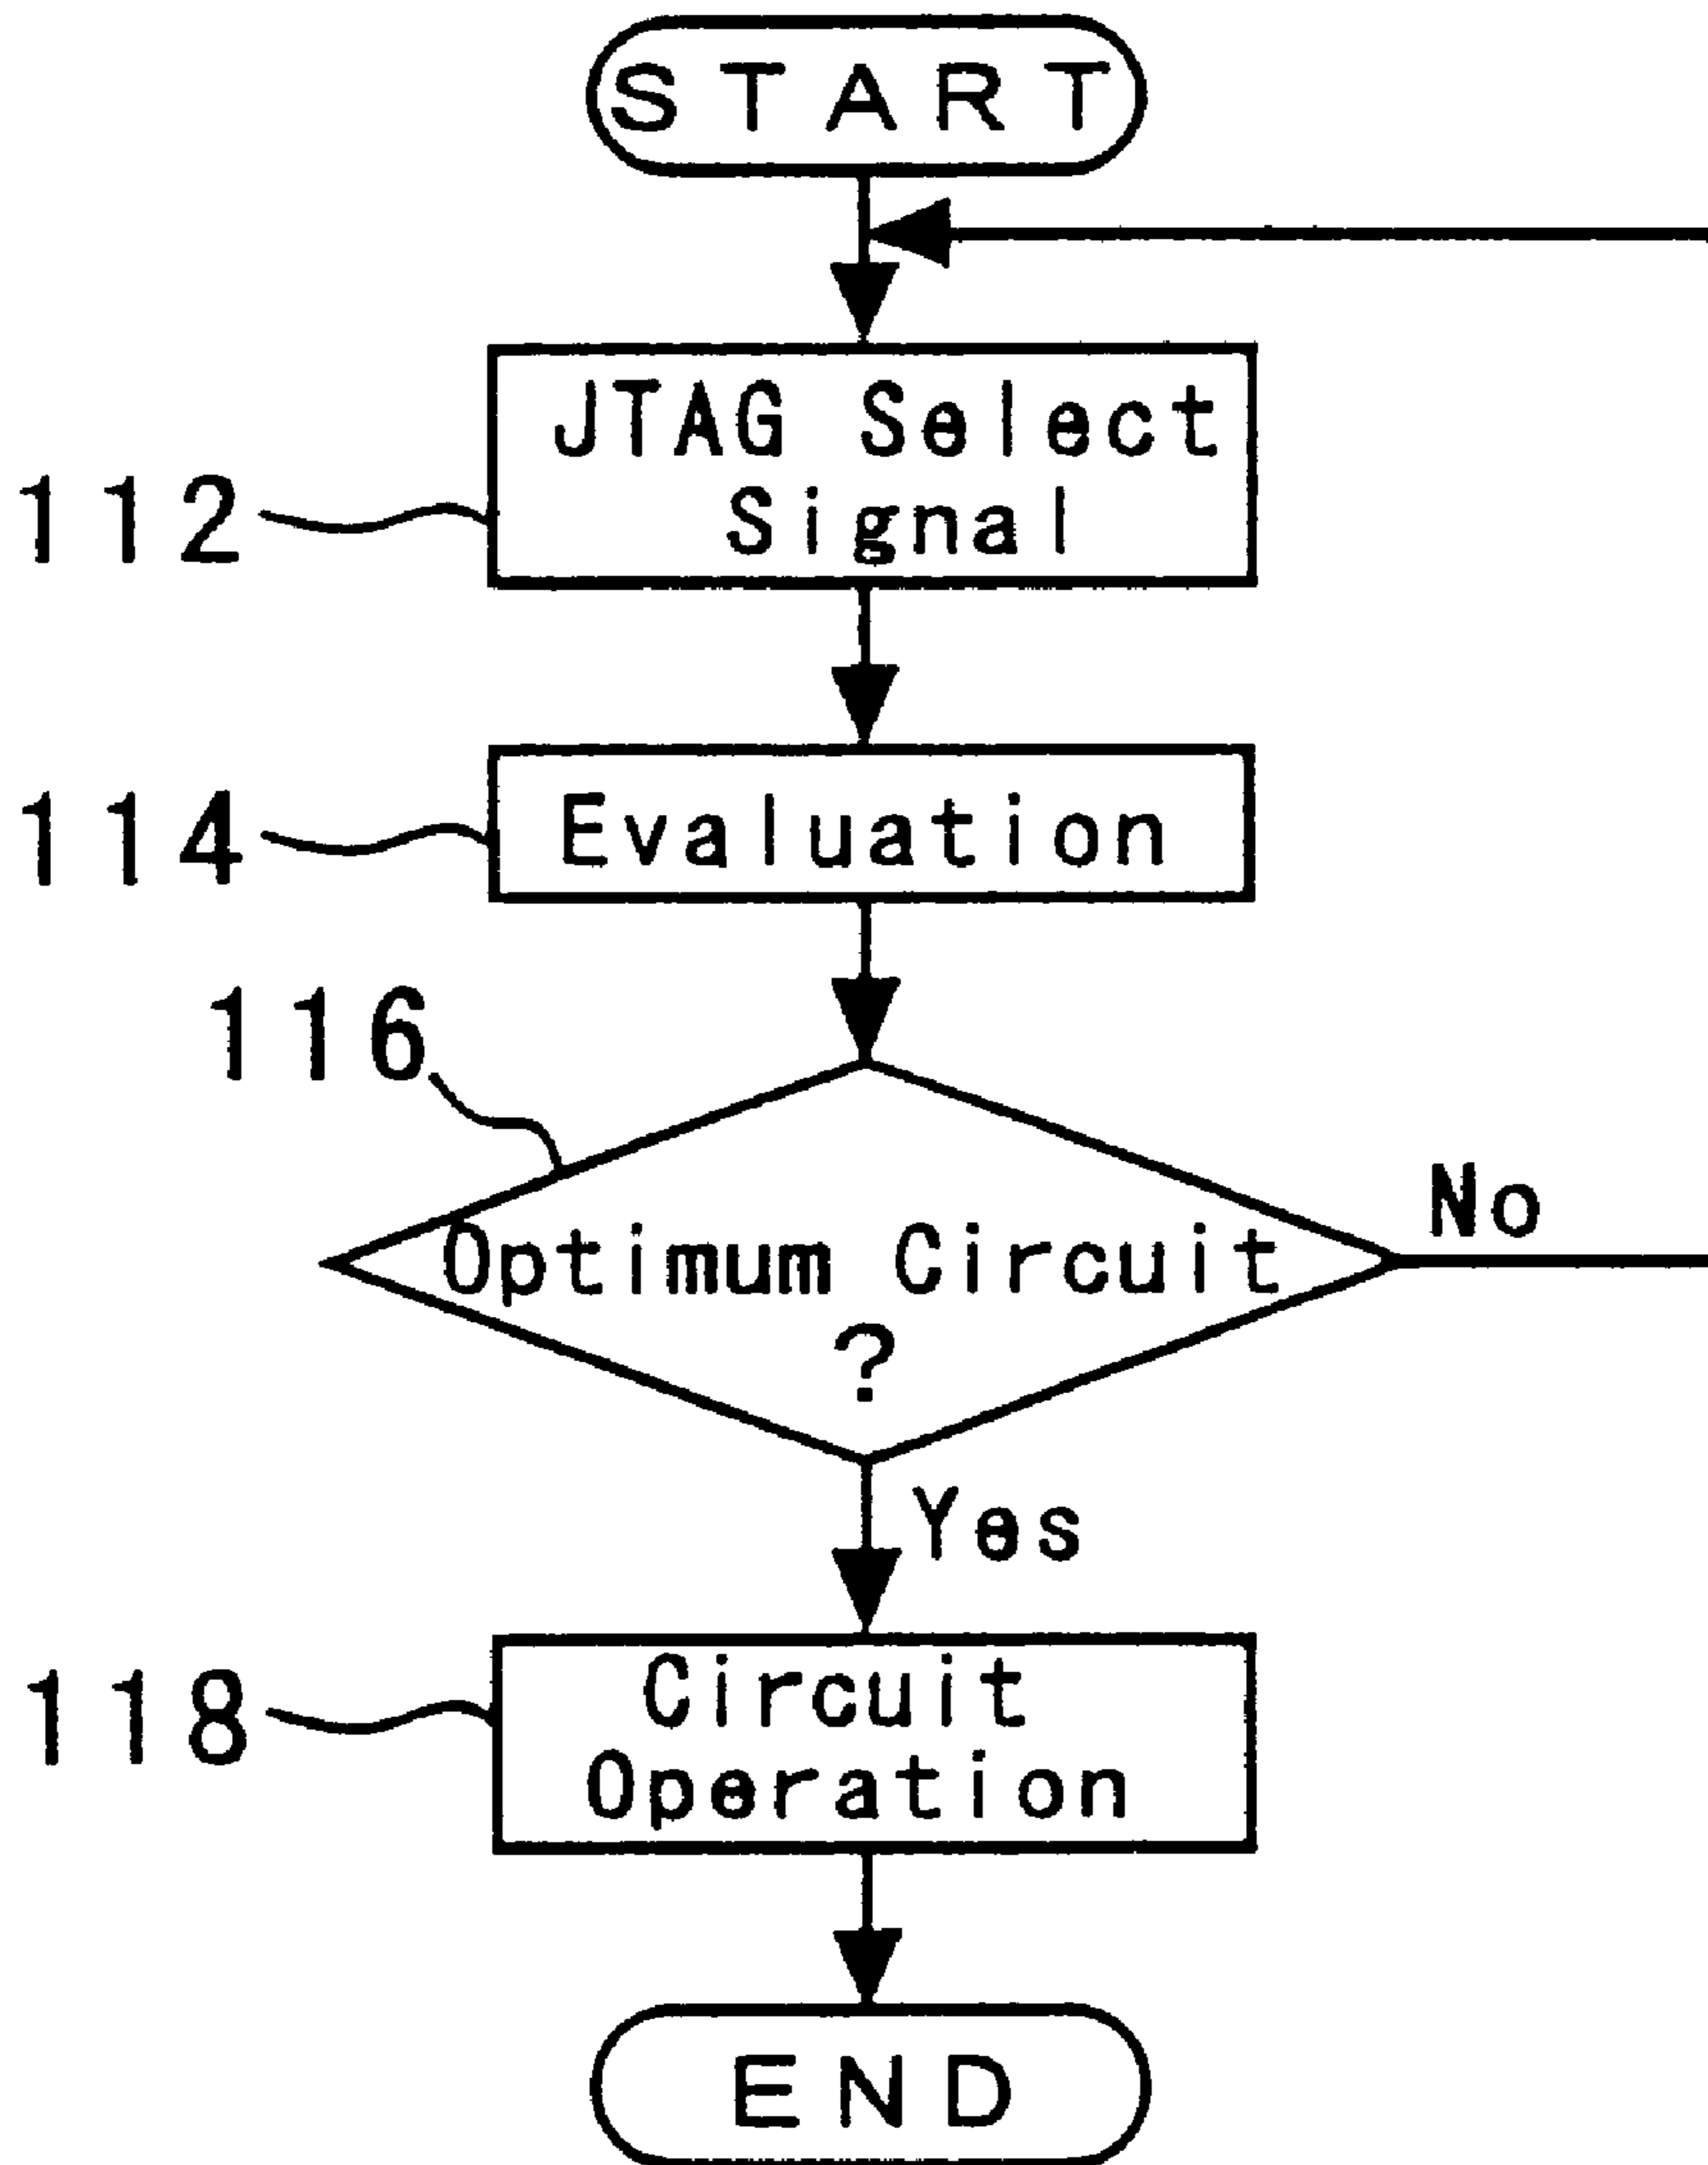 START
JTAG Select
Signal
112
Evaluation
114
116
Optimum Circuit
?
No
Yes
Circuit
Operation
118
END